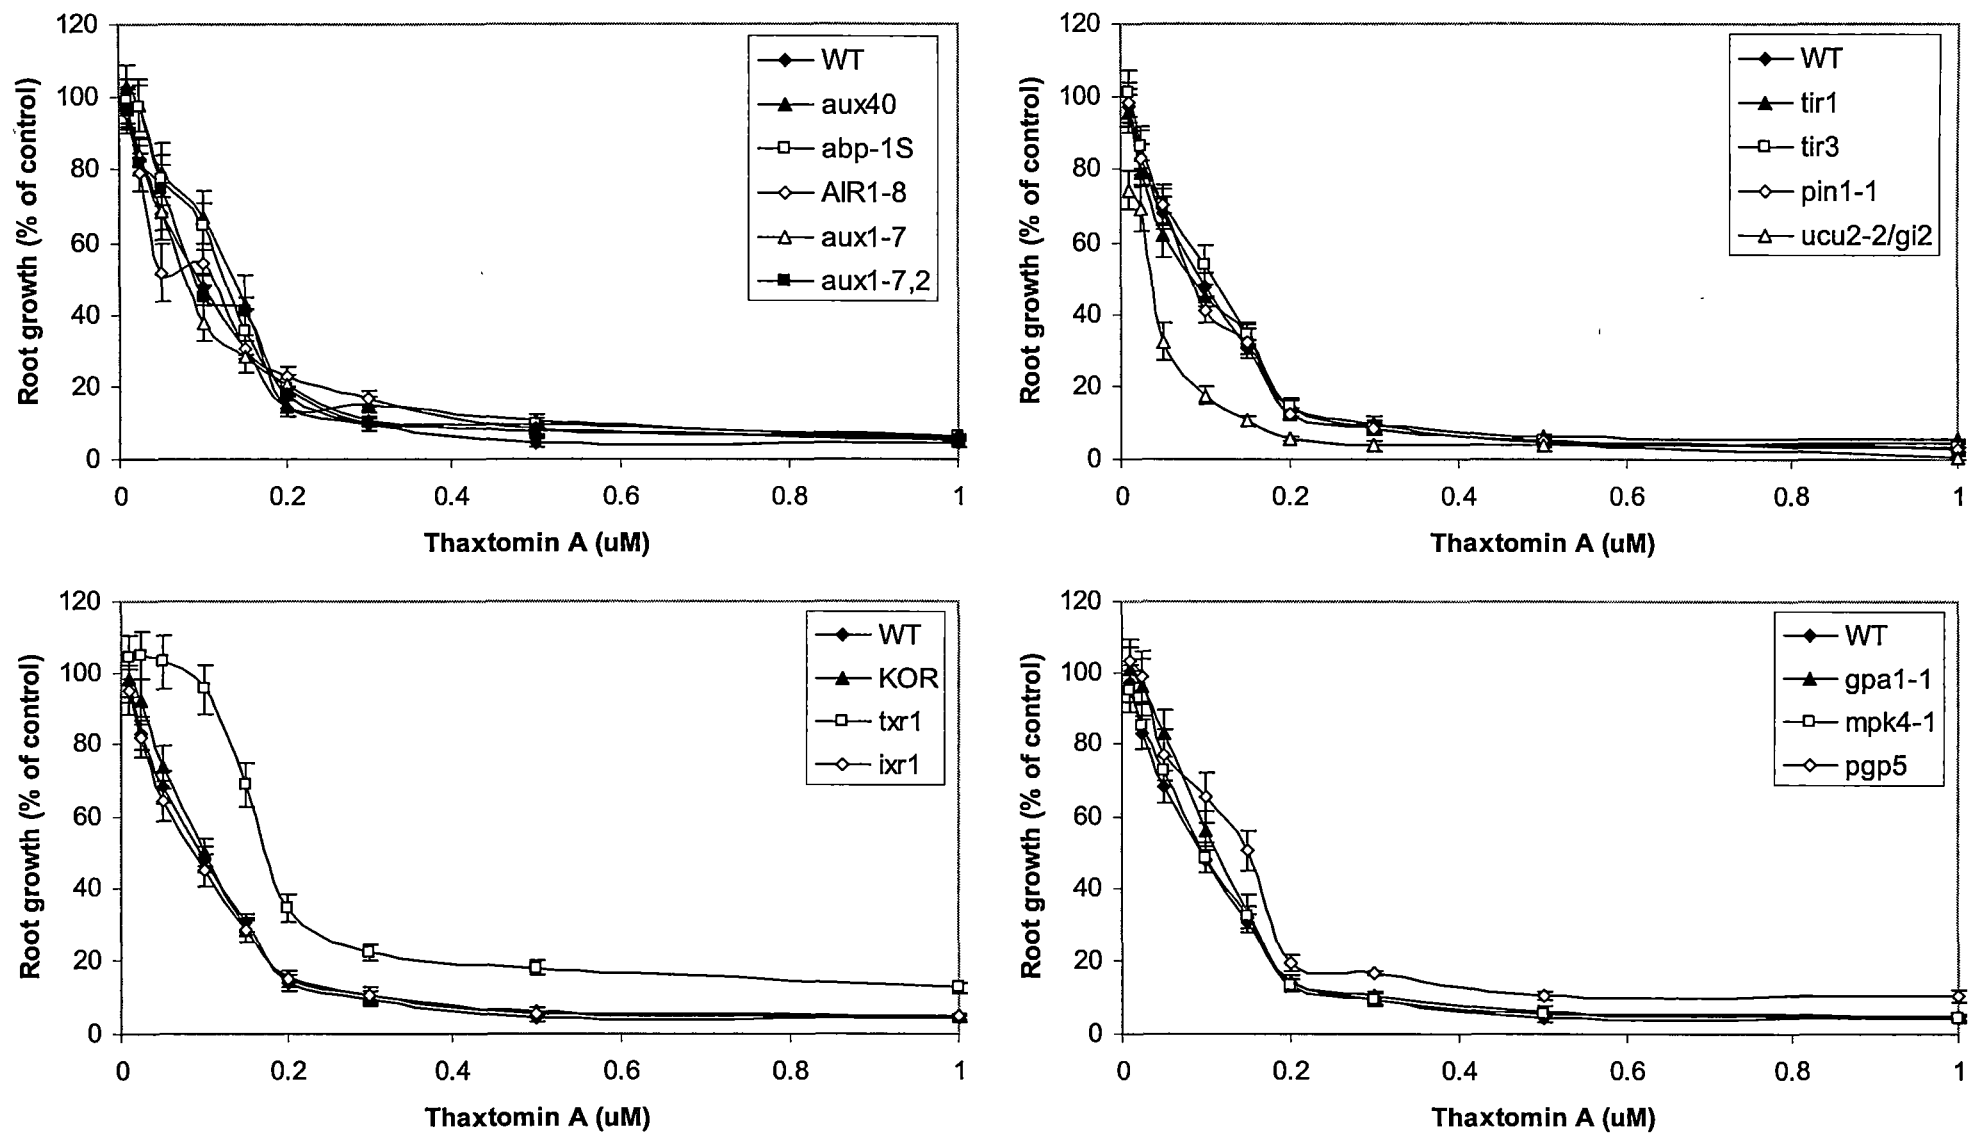 120
100
80
60
40
20
0
Root growth (% of control)
WT
aux40
abp-1S
AIR1-8
aux1-7
aux1-7,2
0 0.2 0.4 0.6 0.8 1
Thaxtomin A (uM)
120
100
80
60
40
20
0
Root growth (% of control)
WT
tir1
tir3
pin1-1
ucu2-2/gi2
0 0.2 0.4 0.6 0.8 1
Thaxtomin A (uM)
120
100
80
60
40
20
0
Root growth (% of control)
WT
KOR
txr1
ixr1
0 0.2 0.4 0.6 0.8 1
Thaxtomin A (uM)
120
100
80
60
40
20
0
Root growth (% of control)
WT
gpa1-1
mpk4-1
pgp5
0 0.2 0.4 0.6 0.8 1
Thaxtomin A (uM)